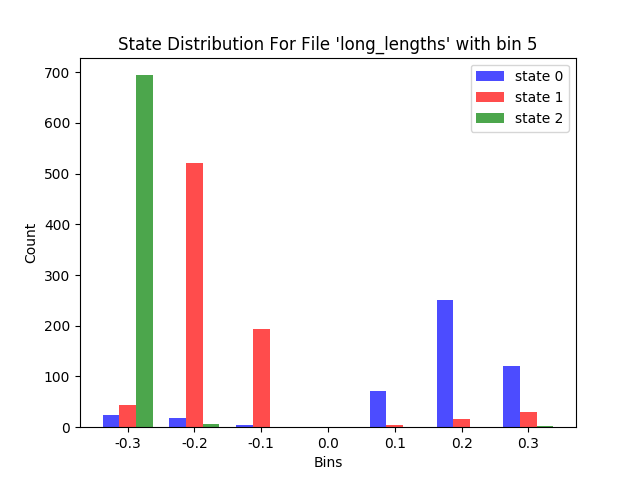 State Distribution For File 'long_lengths' with bin 5
state 0
state 1
state 2
700
600
500
400
300
200
100
0
Count
-0.3 -0.2 -0.1 0.0 0.1 0.2 0.3
Bins